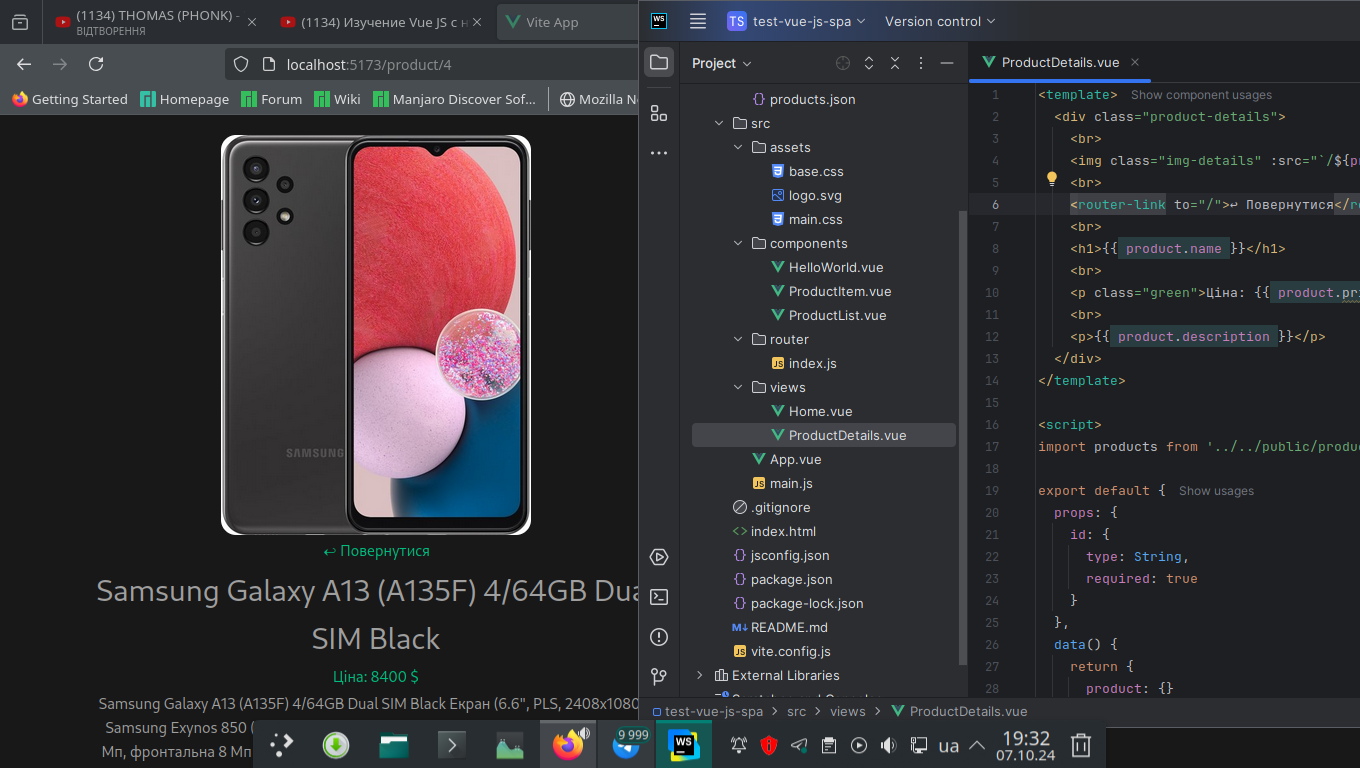 (1134) THOMAS (PHONK) -
ВІДТВОРЕННЯ
(1134) Изучение Vue JS с н
Vite App
localhost:5173/product/4
Getting Started
Homepage
Forum
Wiki
Manjaro Discover Sof...
Mozilla
SAMSUNG
↩ Повернутися
Samsung Galaxy A13 (A135F) 4/64GB Dual
SIM Black
Ціна: 8400 $
Samsung Galaxy A13 (A135F) 4/64GB Dual SIM Black Екран (6.6", PLS, 2408x1080
Samsung Exynos 850 (
Мп, фронтальна 8 Мп
WS
TS test-vue-js-spa
Version control
Project
products.json
src
assets
base.css
logo.svg
main.css
components
HelloWorld.vue
ProductItem.vue
ProductList.vue
router
JS index.js
views
Home.vue
ProductDetails.vue
App.vue
JS main.js
.gitignore
index.html
jsconfig.json
package.json
package-lock.json
M↓ README.md
JS vite.config.js
External Libraries
ProductDetails.vue
1 <template> Show component usages
2 <div class="product-details">
3 <br>
4 <img class="img-details" :src="`/${pr
5 <br>
6 <router-link to="/">↩ Повернутися</ro
7 <br>
8 <h1>{{ product.name }}</h1>
9 <br>
10 <p class="green">Ціна: {{ product.pri
11 <br>
12 <p>{{ product.description }}</p>
13 </div>
14 </template>
15
16 <script>
17 import products from '../../public/produc
18
19 export default { Show usages
20 props: {
21 id: {
22 type: String,
23 required: true
24 }
25 },
26 data() {
27 return {
28 product: {}
test-vue-js-spa > src > views > ProductDetails.vue
9 999
WS
ua
19:32
07.10.24